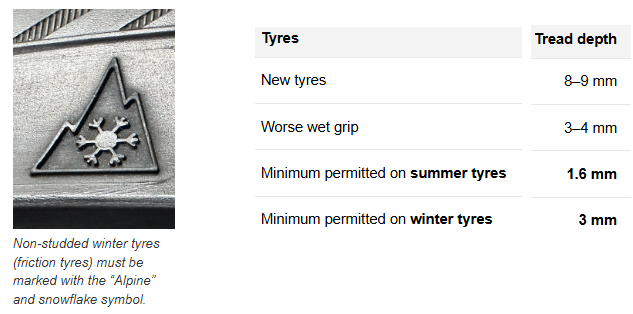 Non-studded winter tyres
(friction tyres) must be
marked with the “Alpine”
and snowflake symbol.
Tyres Tread depth
New tyres 8–9 mm
Worse wet grip 3–4 mm
Minimum permitted on summer tyres 1.6 mm
Minimum permitted on winter tyres 3 mm